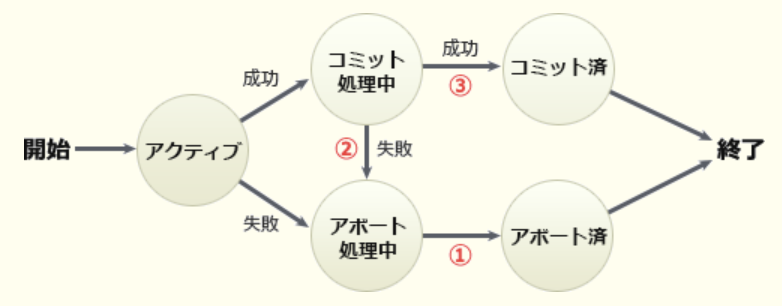 開始
アクティブ
成功
失敗
コミット
処理中
成功
③
コミット済
②
失敗
アボート
処理中
①
アボート済
終了